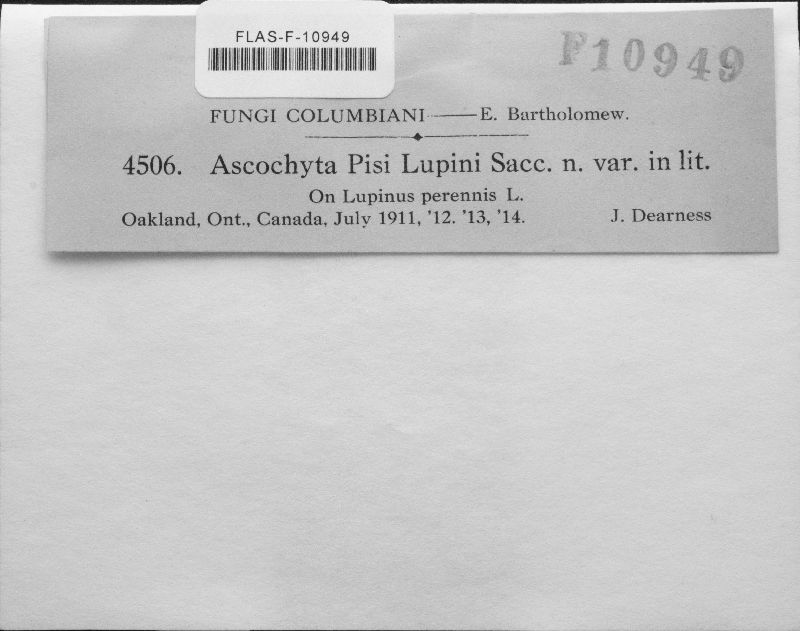 FLAS-F-10949
F10949
FUNGI COLUMBIANI — E. Bartholomew.
4506. Ascochyta Pisi Lupini Sacc. n. var. in lit.
On Lupinus perennis L.
Oakland, Ont., Canada, July 1911, '12. '13, '14. J. Dearness